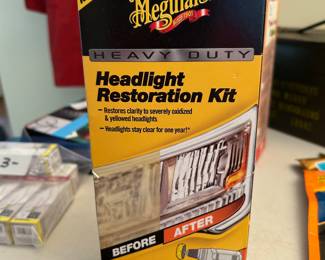 Meguiar's
HEAVY DUTY
Headlight
Restoration Kit
– Restores clarity to severely oxidized
& yellowed headlights
– Headlights stay clear for one year!*
BEFORE
AFTER
3-